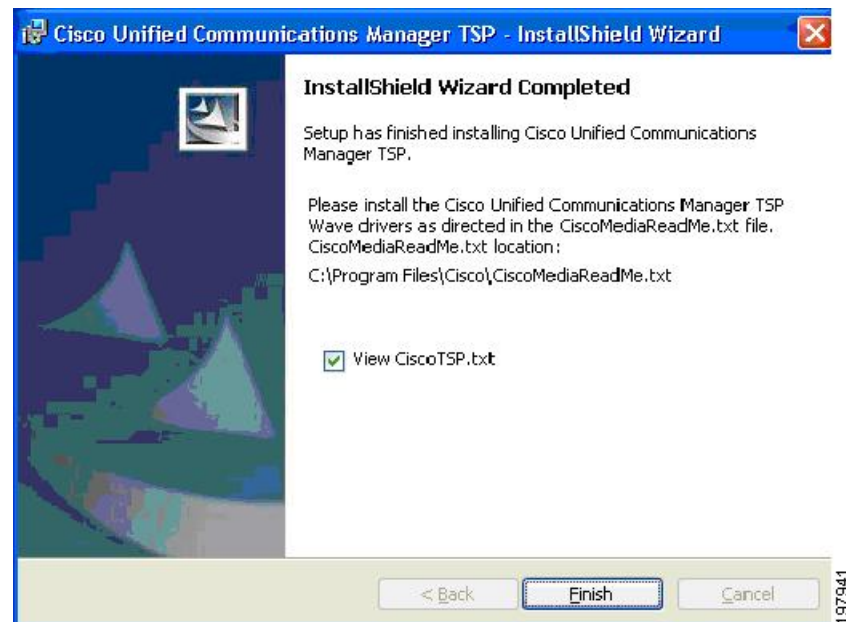 Cisco Unified Communications Manager TSP - InstallShield Wizard
InstallShield Wizard Completed
Setup has finished installing Cisco Unified Communications
Manager TSP.
Please install the Cisco Unified Communications Manager TSP
Wave drivers as directed in the CiscoMediaReadMe.txt file.
CiscoMediaReadMe.txt location:
C:\Program Files\Cisco\CiscoMediaReadMe.txt
View CiscoTSP.txt
< Back
Finish
Cancel
197941